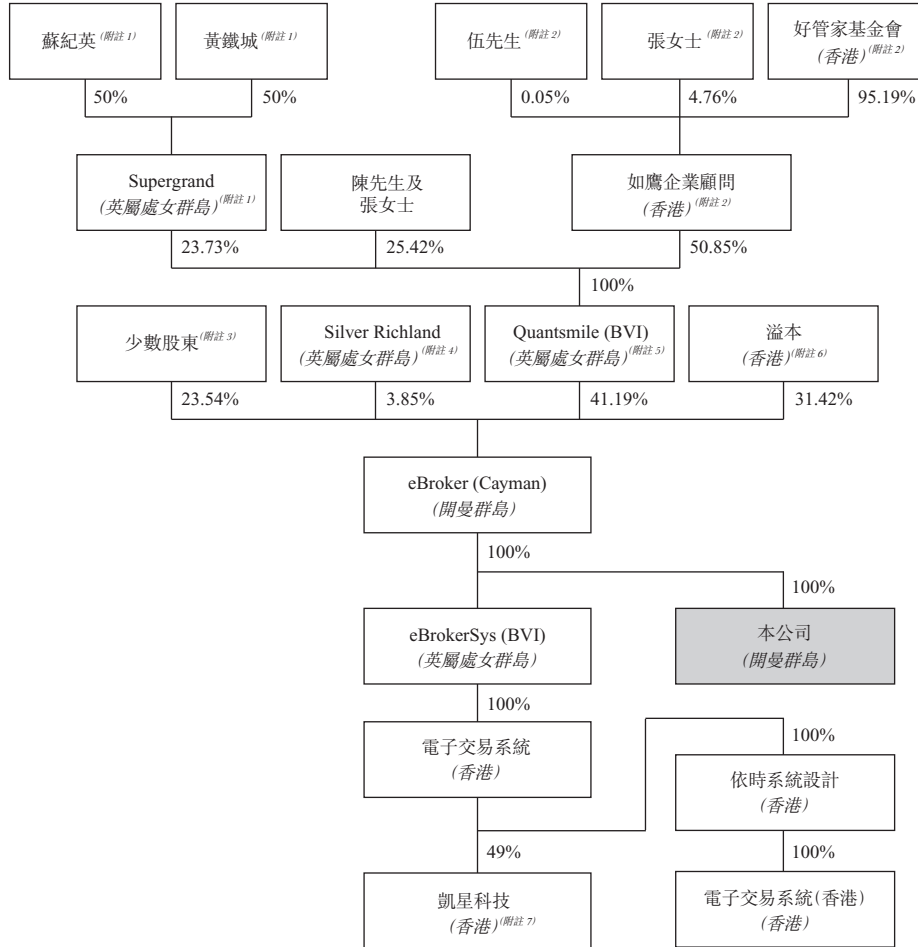 蘇紀英(附註 1)
黃鐵城(附註 1)
伍先生(附註 2)
張女士(附註 2)
好管家基金會
(香港)(附註 2)
50%
50%
0.05%
4.76%
95.19%
Supergrand
(英屬處女群島)(附註 1)
陳先生及
張女士
如鷹企業顧問
(香港)(附註 2)
23.73%
25.42%
50.85%
100%
少數股東(附註 3)
Silver Richland
(英屬處女群島)(附註 4)
Quantsmile (BVI)
(英屬處女群島)(附註 5)
溢本
(香港)(附註 6)
23.54%
3.85%
41.19%
31.42%
eBroker (Cayman)
(開曼群島)
100%
100%
eBrokerSys (BVI)
(英屬處女群島)
本公司
(開曼群島)
100%
電子交易系統
(香港)
100%
依時系統設計
(香港)
49%
100%
凱星科技
(香港)(附註 7)
電子交易系統(香港)
(香港)